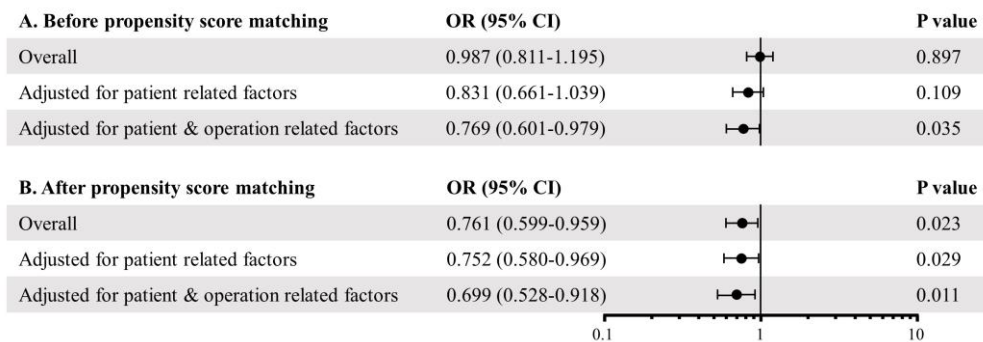 A. Before propensity score matching OR (95% CI) P value
Overall 0.987 (0.811-1.195) 0.897
Adjusted for patient related factors 0.831 (0.661-1.039) 0.109
Adjusted for patient & operation related factors 0.769 (0.601-0.979) 0.035
B. After propensity score matching OR (95% CI) P value
Overall 0.761 (0.599-0.959) 0.023
Adjusted for patient related factors 0.752 (0.580-0.969) 0.029
Adjusted for patient & operation related factors 0.699 (0.528-0.918) 0.011
0.1 1 10